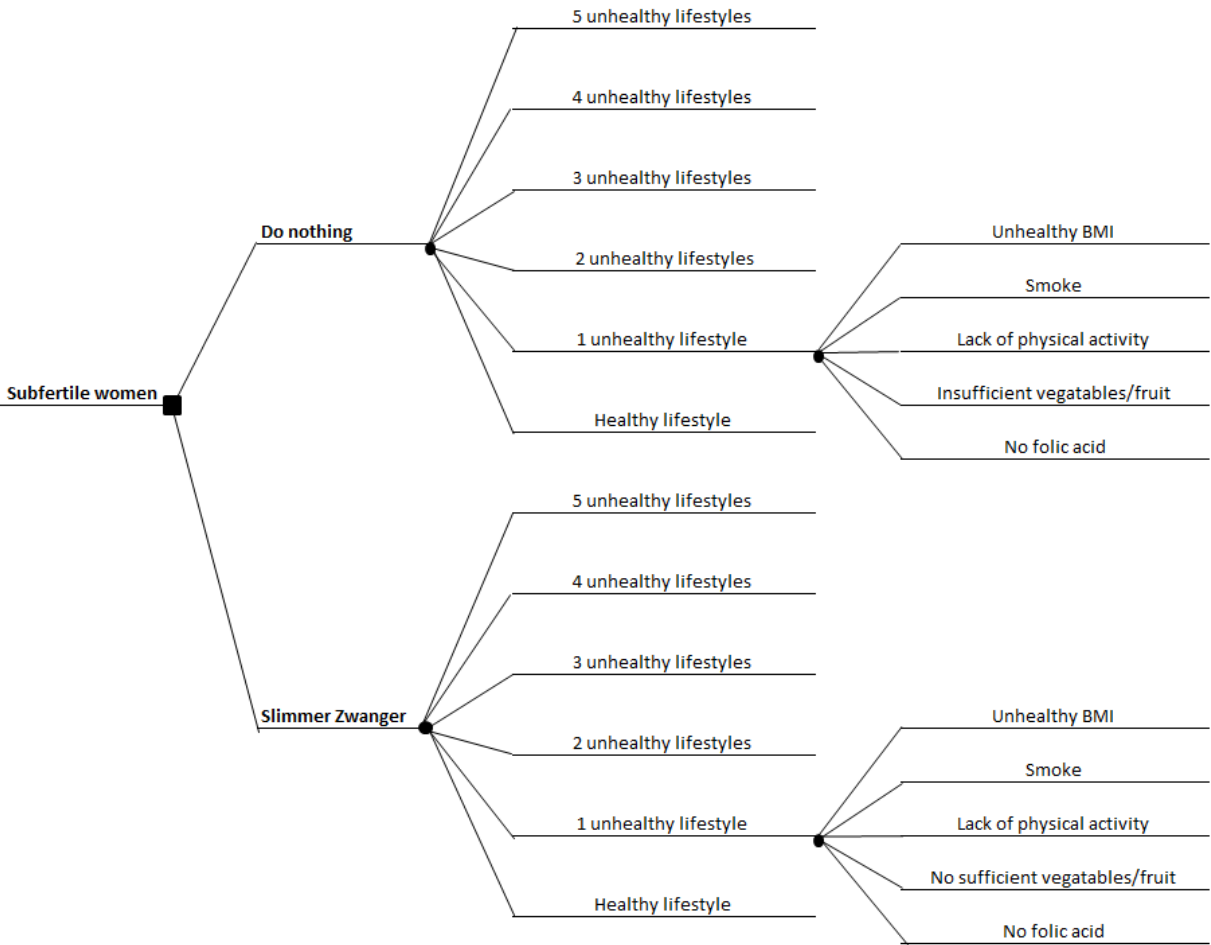 5 unhealthy lifestyles
4 unhealthy lifestyles
3 unhealthy lifestyles
Do nothing
Unhealthy BMI
2 unhealthy lifestyles
Smoke
1 unhealthy lifestyle
Lack of physical activity
Subfertile women
Insufficient vegatables/fruit
Healthy lifestyle
No folic acid
5 unhealthy lifestyles
4 unhealthy lifestyles
3 unhealthy lifestyles
Slimmer Zwanger
Unhealthy BMI
2 unhealthy lifestyles
Smoke
1 unhealthy lifestyle
Lack of physical activity
No sufficient vegatables/fruit
Healthy lifestyle
No folic acid